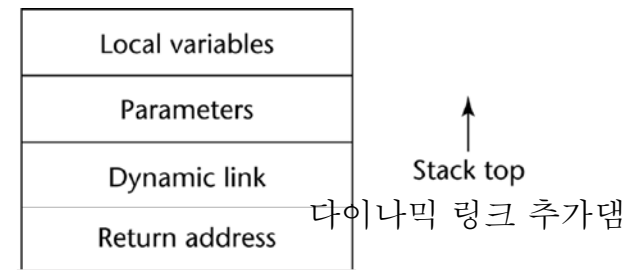 Local variables
Parameters
Dynamic link
Return address
Stack top
다이나믹 링크 추가댐